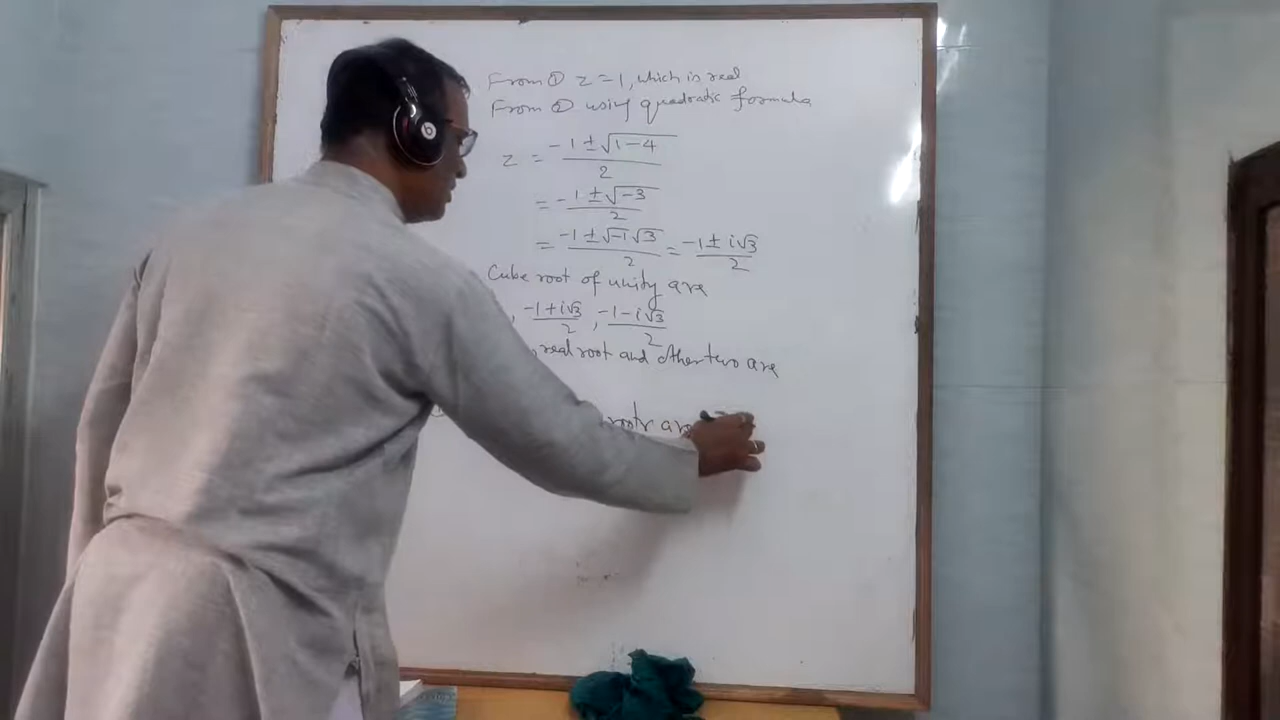 From ① z = 1, which is real
From ② using quadratic formula
z = (-1 ± √(1-4))/2
= (-1 ± √-3)/2
= (-1 ± √-1 √3)/2 = (-1 ± i√3)/2
Cube root of unity are
, (-1+i√3)/2 , (-1-i√3)/2
real root and other two are
roots are
b